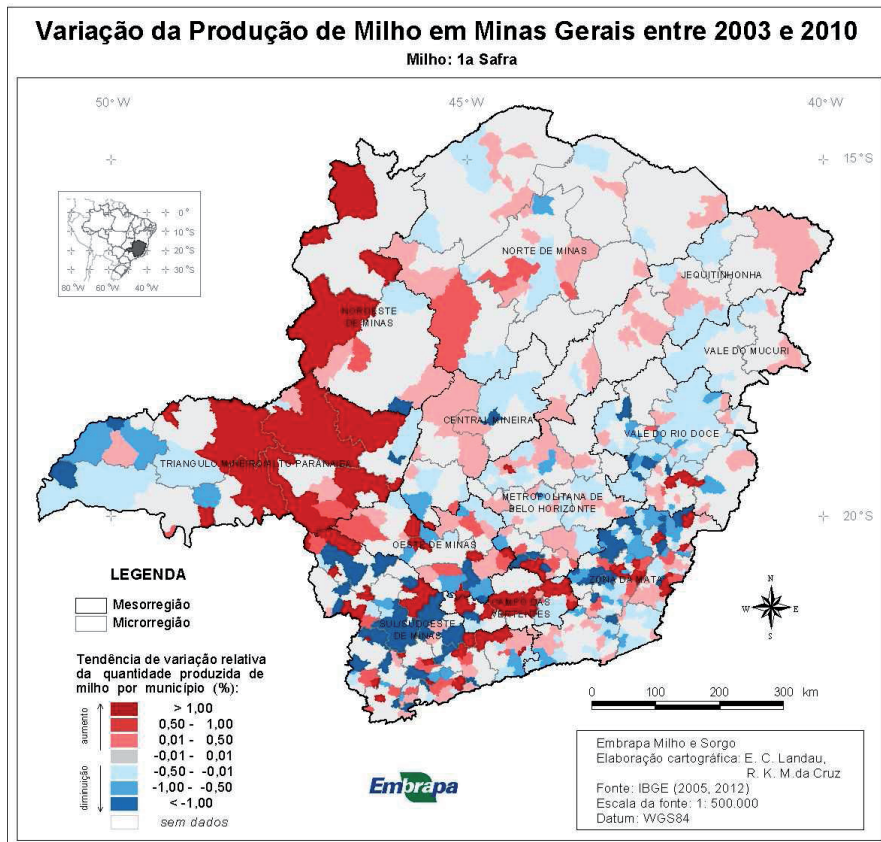 Variação da Produção de Milho em Minas Gerais entre 2003 e 2010
Milho: 1a Safra
50° W
45° W
40° W
15° S
0°
-10° S
-20° S
-30° S
80° W 60° W 40° W
NORTE DE MINAS
JEQUITINHONHA
NOROESTE
DE MINAS
VALE DO MUCURI
CENTRAL MINEIRA
VALE DO RIO DOCE
TRIANGULO MINEIRO/ALTO PARANAÍBA
METROPOLITANA DE
BELO HORIZONTE
20° S
OESTE DE MINAS
ZONA DA MATA
CAMPO DAS
VERTENTES
SUL/SUDOESTE
DE MINAS
LEGENDA
Mesorregião
Microrregião
Tendência de variação relativa
da quantidade produzida de
milho por município (%):
aumento
> 1,00
0,50 - 1,00
0,01 - 0,50
-0,01 - 0,01
diminuição
-0,50 - -0,01
-1,00 - -0,50
< -1,00
sem dados
N
W E
S
0 100 200 300 km
Embrapa
Embrapa Milho e Sorgo
Elaboração cartográfica: E. C. Landau,
R. K. M.da Cruz
Fonte: IBGE (2005, 2012)
Escala da fonte: 1: 500.000
Datum: WGS84